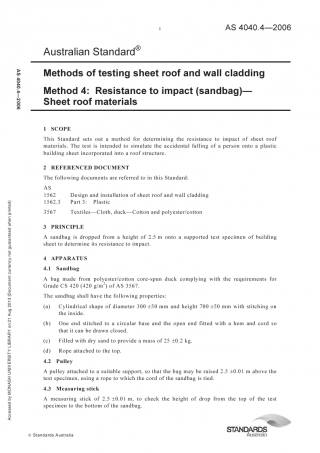 1
AS 4040.4—2006
Australian Standard®
Methods of testing sheet roof and wall cladding
Method 4: Resistance to impact (sandbag)—
Sheet roof materials
1 SCOPE
This Standard sets out a method for determining the resistance to impact of sheet roof
materials. The test is intended to simulate the accidental falling of a person onto a plastic
building sheet incorporated into a roof structure.
2 REFERENCED DOCUMENT
The following documents are referred to in this Standard:
AS
1562 Design and installation of sheet roof and wall cladding
1562.3 Part 3: Plastic
3567 Textiles—Cloth, duck—Cotton and polyester/cotton
3 PRINCIPLE
A sandbag is dropped from a height of 2.5 m onto a supported test specimen of building
sheet to determine its resistance to impact.
4 APPARATUS
4.1 Sandbag
A bag made from polyester/cotton core-spun duck complying with the requirements for
Grade CS 420 (420 g/m²) of AS 3567.
The sandbag shall have the following properties:
(a) Cylindrical shape of diameter 300 ±50 mm and height 700 ±50 mm with stitching on
the inside.
(b) One end stitched to a circular base and the open end fitted with a hem and cord so
that it can be drawn closed.
(c) Filled with dry sand to provide a mass of 25 ±0.2 kg.
(d) Rope attached to the top.
4.2 Pulley
A pulley attached to a suitable support, so that the bag may be raised 2.5 ±0.01 m above the
test specimen, using a rope to which the cord of the sandbag is tied.
4.3 Measuring stick
A measuring stick of 2.5 ±0.01 m, to check the height of drop from the top of the test
specimen to the bottom of the sandbag.
AS 4040.4—2006
Accessed by MONASH UNIVERSITY LIBRARY on 21 Aug 2013 (Document currency not guaranteed when printed)
© Standards Australia
STANDARDS
Australia